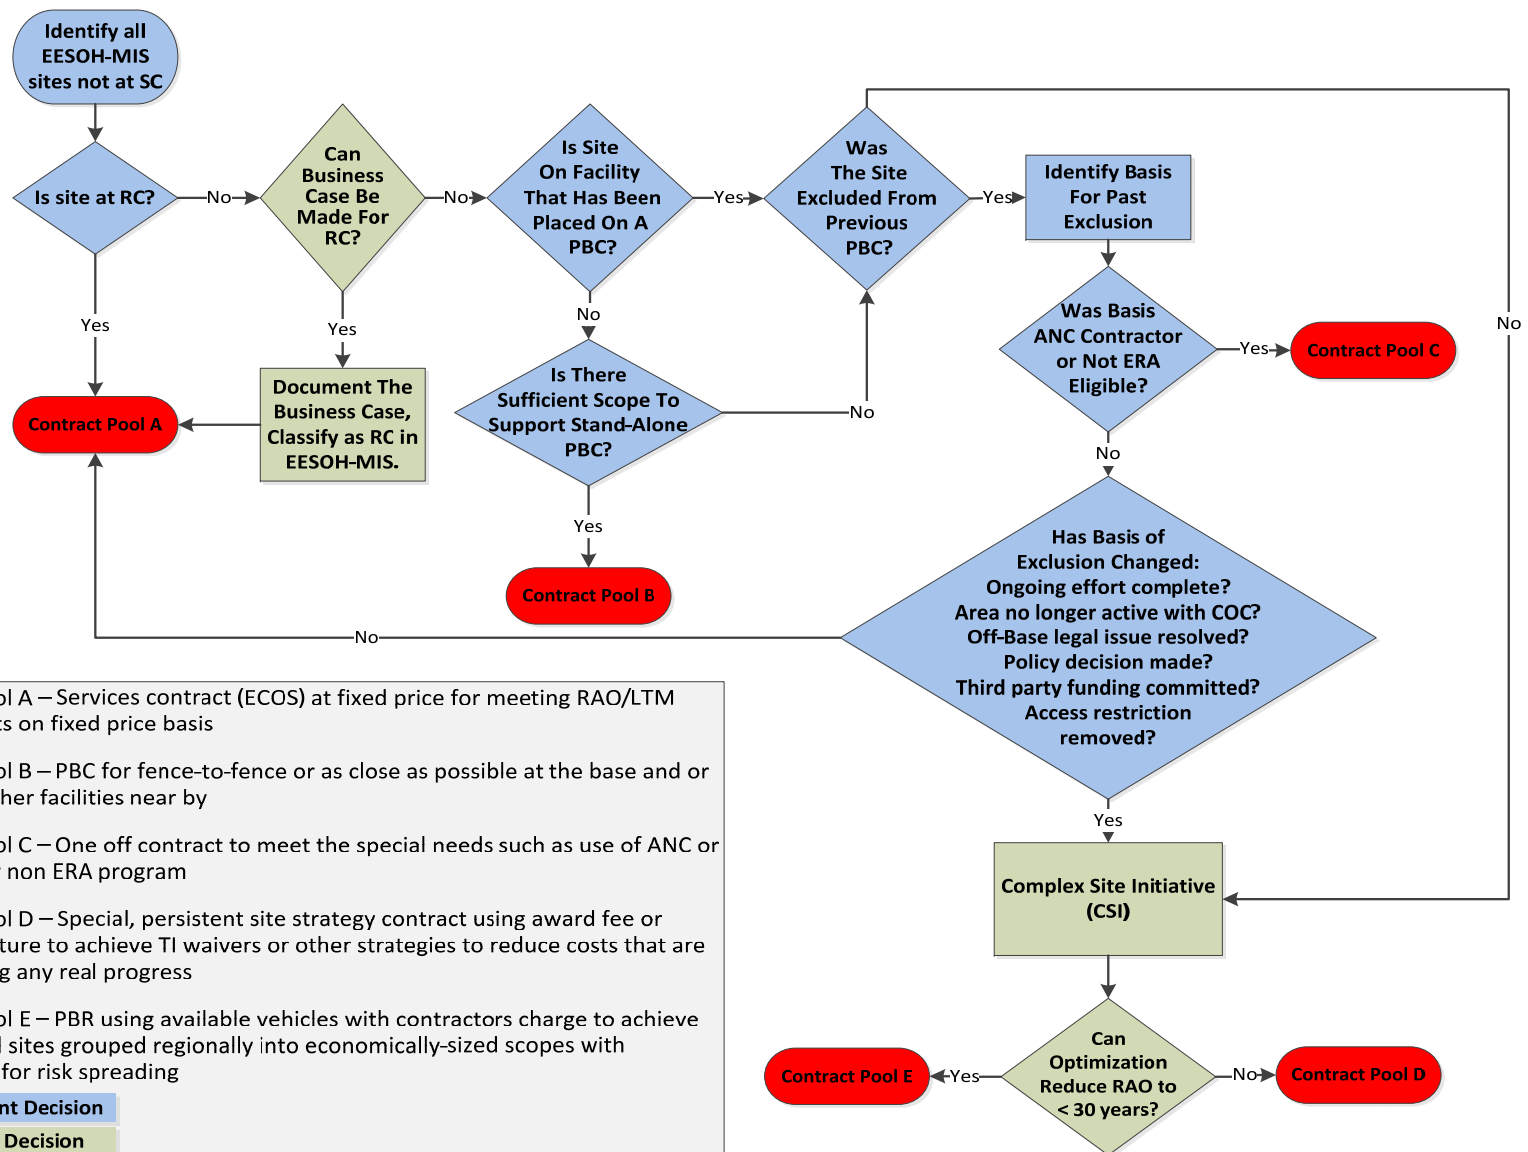 Identify all
EESOH-MIS
sites not at SC
Is site at RC?
No
Yes
Can
Business
Case Be
Made For
RC?
No
Yes
Document The
Business Case,
Classify as RC in
EESOH-MIS.
Contract Pool A
Is Site
On Facility
That Has Been
Placed On A
PBC?
Yes
No
Is There
Sufficient Scope To
Support Stand-Alone
PBC?
No
Yes
Contract Pool B
Was
The Site
Excluded From
Previous
PBC?
Yes
No
Identify Basis
For Past
Exclusion
Was Basis
ANC Contractor
or Not ERA
Eligible?
Yes
Contract Pool C
No
Has Basis of
Exclusion Changed:
Ongoing effort complete?
Area no longer active with COC?
Off-Base legal issue resolved?
Policy decision made?
Third party funding committed?
Access restriction
removed?
No
Yes
Complex Site Initiative
(CSI)
Can
Optimization
Reduce RAO to
< 30 years?
Yes
Contract Pool E
No
Contract Pool D
ol A – Services contract (ECOS) at fixed price for meeting RAO/LTM
ts on fixed price basis
ol B – PBC for fence-to-fence or as close as possible at the base and or
her facilities near by
ol C – One off contract to meet the special needs such as use of ANC or
non ERA program
ol D – Special, persistent site strategy contract using award fee or
ture to achieve TI waivers or other strategies to reduce costs that are
g any real progress
ol E – PBR using available vehicles with contractors charge to achieve
sites grouped regionally into economically-sized scopes with
for risk spreading
nt Decision
Decision